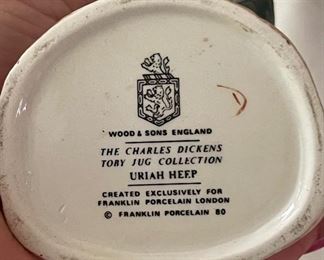 WOOD & SONS ENGLAND
THE CHARLES DICKENS
TOBY JUG COLLECTION
URIAH HEEP
CREATED EXCLUSIVELY FOR
FRANKLIN PORCELAIN LONDON
© FRANKLIN PORCELAIN 80